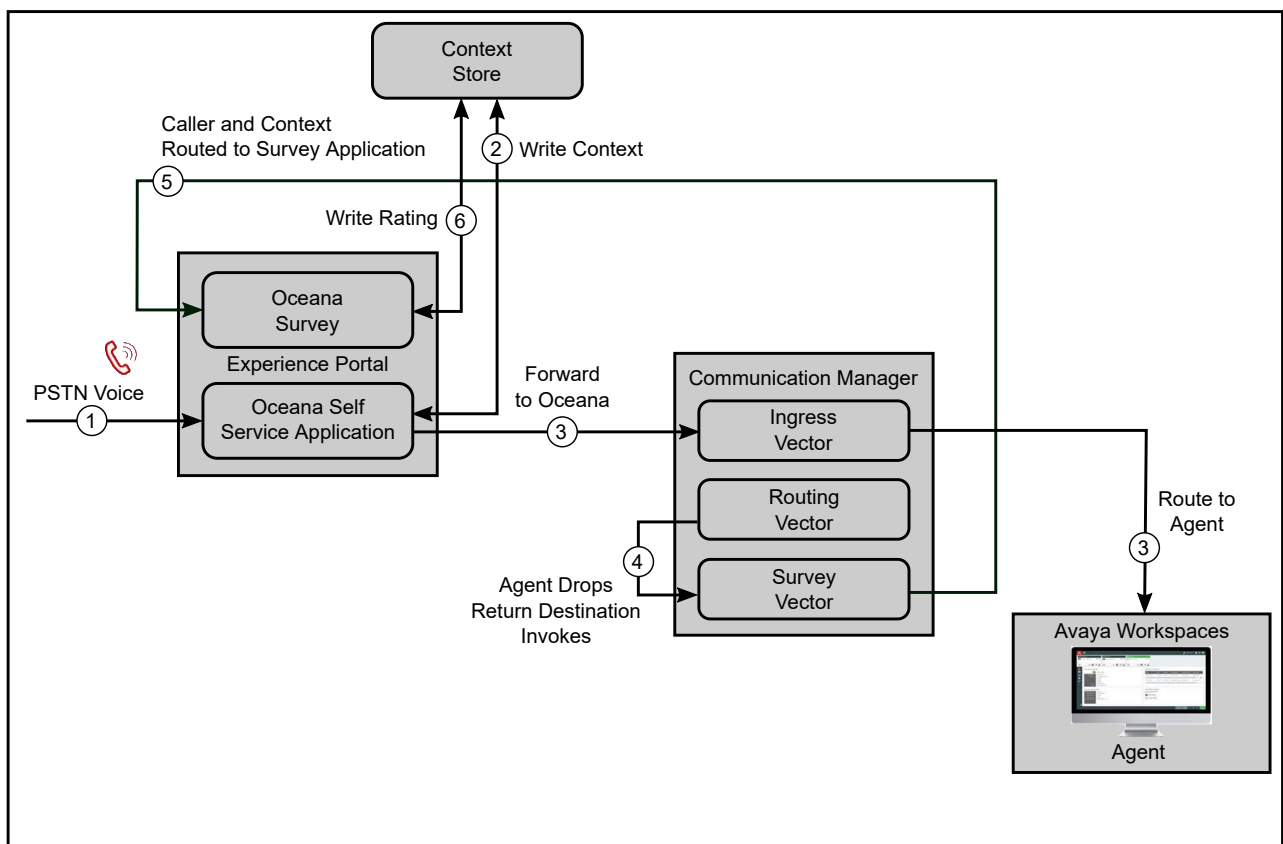 Context
Store
Caller and Context
Routed to Survey Application
2
Write Context
5
Write Rating
6
Oceana
Survey
Experience Portal
PSTN Voice
1
Oceana Self
Service Application
Forward
to Oceana
3
Communication Manager
Ingress
Vector
Routing
Vector
Route to
Agent
3
4
Agent Drops
Return Destination
Invokes
Survey
Vector
Avaya Workspaces
Agent